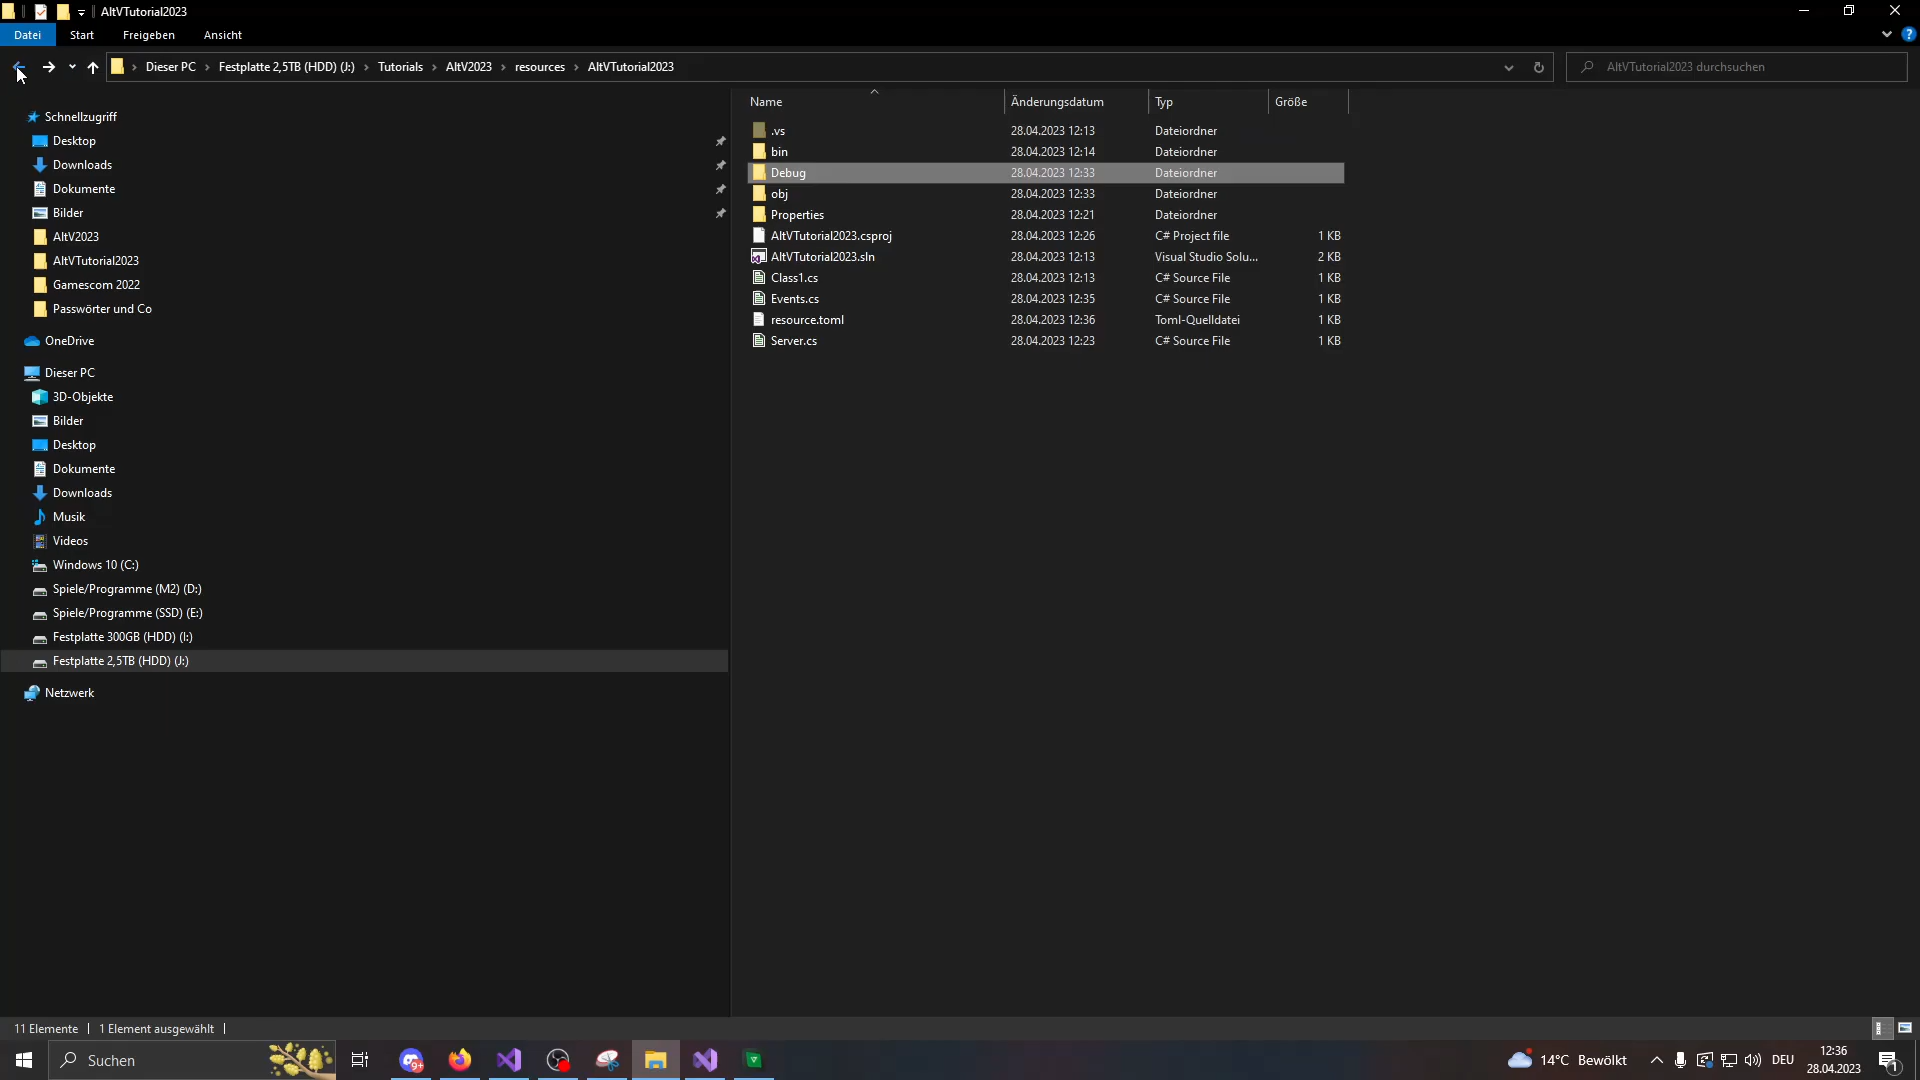 AltVTutorial2023
Datei Start Freigeben Ansicht
Dieser PC Festplatte 2,5TB (HDD) (J:) Tutorials AltV2023 resources AltVTutorial2023 AltVTutorial2023 durchsuchen
Schnellzugriff
Desktop
Downloads
Dokumente
Bilder
AltV2023
AltVTutorial2023
Gamescom 2022
Passwörter und Co
OneDrive
Dieser PC
3D-Objekte
Bilder
Desktop
Dokumente
Downloads
Musik
Videos
Windows 10 (C:)
Spiele/Programme (M2) (D:)
Spiele/Programme (SSD) (E:)
Festplatte 300GB (HDD) (I:)
Festplatte 2,5TB (HDD) (J:)
Netzwerk
Name Änderungsdatum Typ Größe
.vs 28.04.2023 12:13 Dateiordner
bin 28.04.2023 12:14 Dateiordner
Debug 28.04.2023 12:33 Dateiordner
obj 28.04.2023 12:33 Dateiordner
Properties 28.04.2023 12:21 Dateiordner
AltVTutorial2023.csproj 28.04.2023 12:26 C# Project file 1 KB
AltVTutorial2023.sln 28.04.2023 12:13 Visual Studio Solu... 2 KB
Class1.cs 28.04.2023 12:13 C# Source File 1 KB
Events.cs 28.04.2023 12:35 C# Source File 1 KB
resource.toml 28.04.2023 12:36 Toml-Quelldatei 1 KB
Server.cs 28.04.2023 12:23 C# Source File 1 KB
11 Elemente 1 Element ausgewählt
Suchen 9+ 14°C Bewölkt DEU 12:36
28.04.2023 1